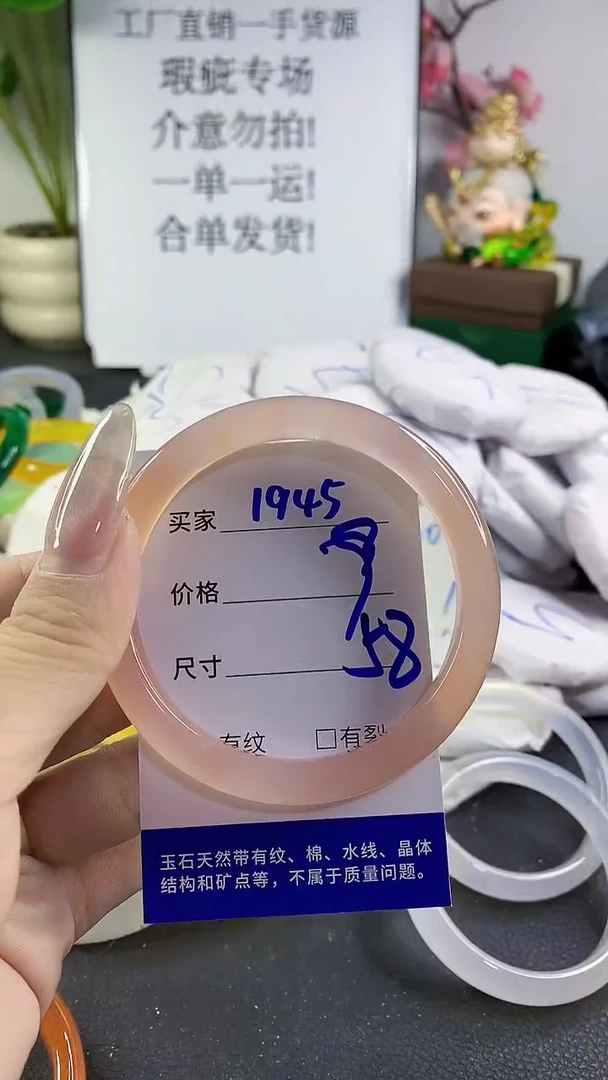 工厂直销一手货源
瑕疵专场
介意勿拍!
一单一运!
合单发货!
买家 1945
价格
尺寸 58
有纹 □有裂
玉石天然带有纹、棉、水线、晶体
结构和矿点等，不属于质量问题。